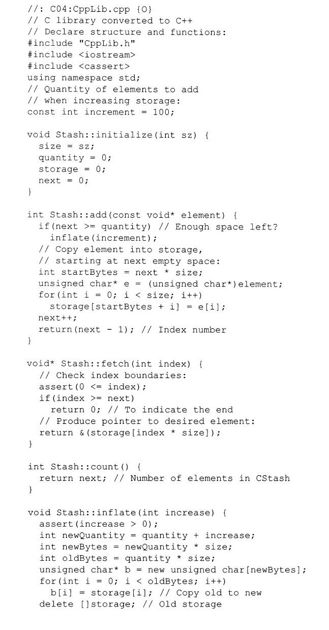 //: C04:CppLib.cpp {O}
// C library converted to C++
// Declare structure and functions:
#include "CppLib.h"
#include <iostream>
#include <cassert>
using namespace std;
// Quantity of elements to add
// when increasing storage:
const int increment = 100;

void Stash::initialize(int sz) {
  size = sz;
  quantity = 0;
  storage = 0;
  next = 0;
}

int Stash::add(const void* element) {
  if(next >= quantity) // Enough space left?
    inflate(increment);
  // Copy element into storage,
  // starting at next empty space:
  int startBytes = next * size;
  unsigned char* e = (unsigned char*)element;
  for(int i = 0; i < size; i++)
    storage[startBytes + i] = e[i];
  next++;
  return(next - 1); // Index number
}

void* Stash::fetch(int index) {
  // Check index boundaries:
  assert(0 <= index);
  if(index >= next)
    return 0; // To indicate the end
  // Produce pointer to desired element:
  return &(storage[index * size]);
}

int Stash::count() {
  return next; // Number of elements in CStash
}

void Stash::inflate(int increase) {
  assert(increase > 0);
  int newQuantity = quantity + increase;
  int newBytes = newQuantity * size;
  int oldBytes = quantity * size;
  unsigned char* b = new unsigned char[newBytes];
  for(int i = 0; i < oldBytes; i++)
    b[i] = storage[i]; // Copy old to new
  delete []storage; // Old storage